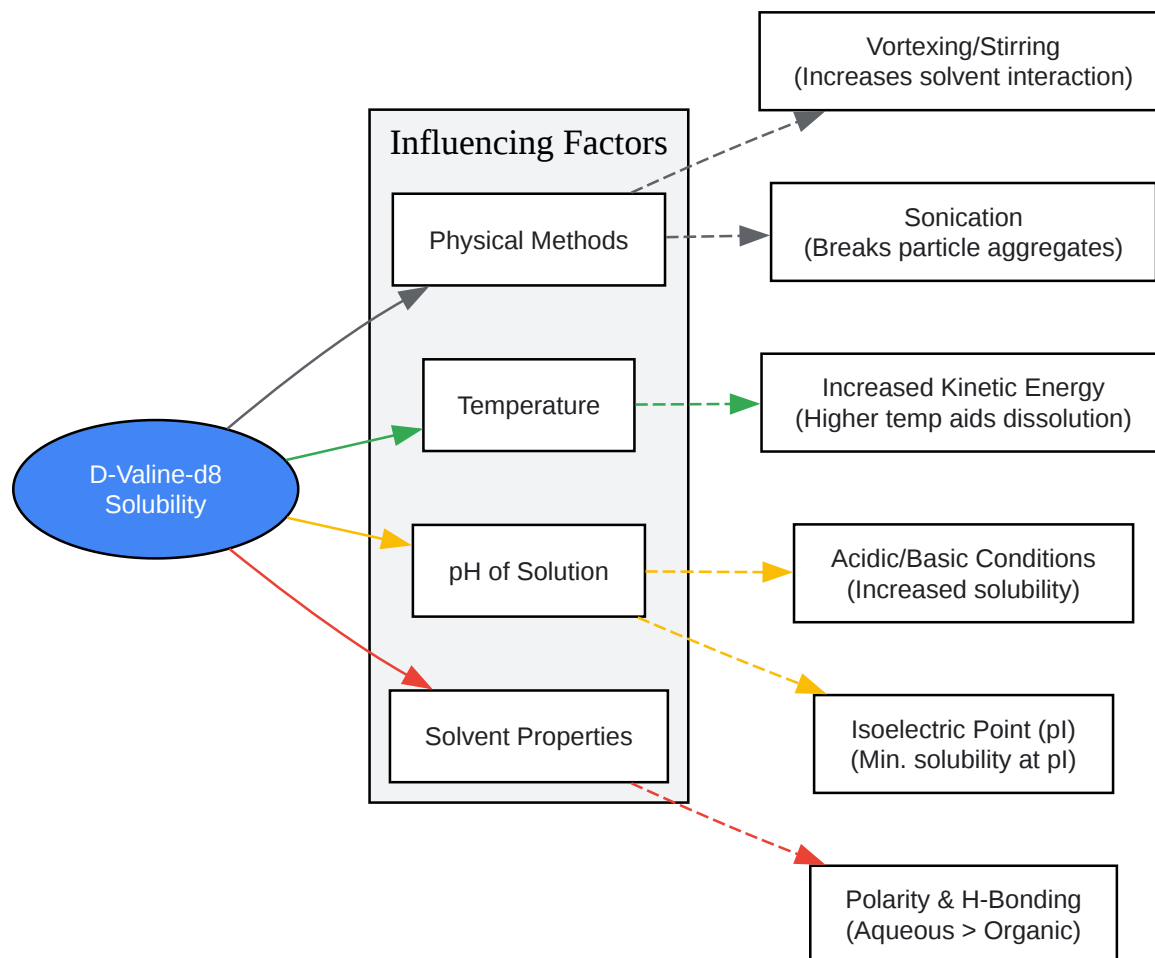 D-Valine-d8
Solubility
Influencing Factors
Physical Methods
Temperature
pH of Solution
Solvent Properties
Vortexing/Stirring
(Increases solvent interaction)
Sonication
(Breaks particle aggregates)
Increased Kinetic Energy
(Higher temp aids dissolution)
Acidic/Basic Conditions
(Increased solubility)
Isoelectric Point (pI)
(Min. solubility at pI)
Polarity & H-Bonding
(Aqueous > Organic)